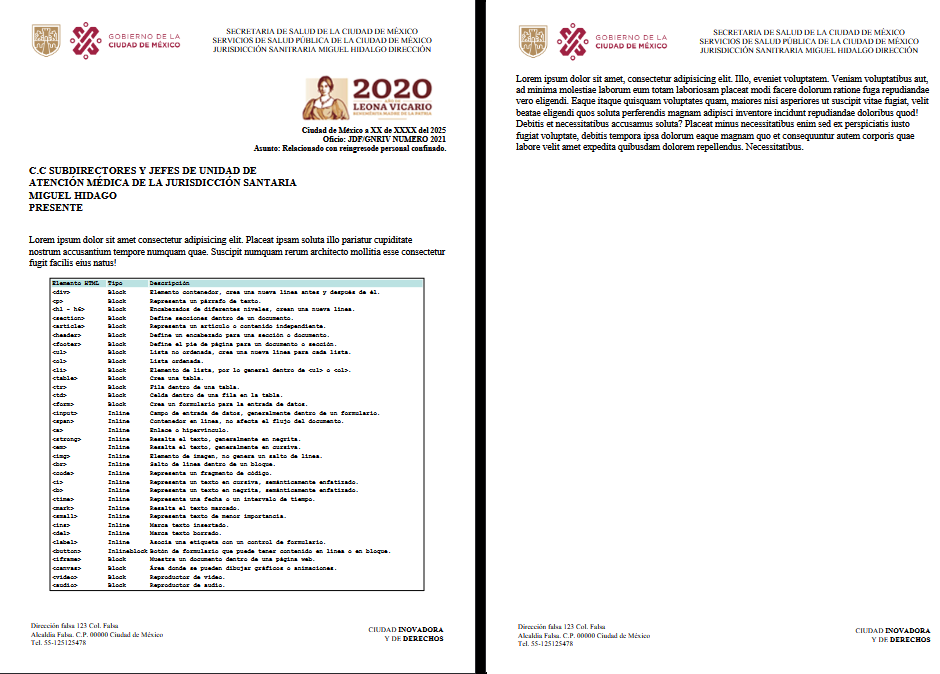 GOBIERNO DE LA
CIUDAD DE MÉXICO
SECRETARIA DE SALUD DE LA CIUDAD DE MÉXICO
SERVICIOS DE SALUD PÚBLICA DE LA CIUDAD DE MÉXICO
JURISDICCIÓN SANITRARIA MIGUEL HIDALGO DIRECCIÓN
2020
LEONA VICARIO
BENEMÉRITA MADRE DE LA PATRIA
Ciudad de México a XX de XXXX del 2025
Oficio: JDF/GNRIV NUMERO 2021
Asunto: Relacionado con reingresode personal confinado.
C.C SUBDIRECTORES Y JEFES DE UNIDAD DE
ATENCIÓN MÉDICA DE LA JURISDICCIÓN SANTARIA
MIGUEL HIDAGO
PRESENTE
Lorem ipsum dolor sit amet consectetur adipisicing elit. Placeat ipsam soluta illo pariatur cupiditate
nostrum accusantium tempore numquam quae. Suscipit numquam rerum architecto mollitia esse consectetur
fugit facilis eius natus!
Elemento HTML Tipo Descripción
<div> Block Elemento contenedor, crea una nueva línea antes y después de él.
<p> Block Representa un párrafo de texto.
<h1 - h6> Block Encabezados de diferentes niveles, crean una nueva línea.
<section> Block Define secciones dentro de un documento.
<article> Block Representa un artículo o contenido independiente.
<header> Block Define un encabezado para una sección o documento.
<footer> Block Define el pie de página para un documento o sección.
<ul> Block Lista no ordenada, crea una nueva línea para cada lista.
<ol> Block Lista ordenada.
<li> Block Elemento de lista, por lo general dentro de <ul> o <ol>.
<table> Block Crea una tabla.
<tr> Block Fila dentro de una tabla.
<td> Block Celda dentro de una fila en la tabla.
<form> Block Crea un formulario para la entrada de datos.
<input> Inline Campo de entrada de datos, generalmente dentro de un formulario.
<span> Inline Contenedor en línea, no afecta el flujo del documento.
<a> Inline Enlace o hipervínculo.
<strong> Inline Resalta el texto, generalmente en negrita.
<em> Inline Resalta el texto, generalmente en cursiva.
<img> Inline Elemento de imagen, no genera un salto de línea.
<br> Inline Salto de línea dentro de un bloque.
<code> Inline Representa un fragmento de código.
<i> Inline Representa un texto en cursiva, semánticamente enfatizado.
<b> Inline Representa un texto en negrita, semánticamente enfatizado.
<time> Inline Representa una fecha o un intervalo de tiempo.
<mark> Inline Resalta el texto marcado.
<small> Inline Representa texto de menor importancia.
<ins> Inline Marca texto insertado.
<del> Inline Marca texto borrado.
<label> Inline Asocia una etiqueta con un control de formulario.
<button> Inlineblock Botón de formulario que puede tener contenido en línea o en bloque.
<iframe> Block Muestra un documento dentro de una página web.
<canvas> Block Área donde se pueden dibujar gráficos o animaciones.
<video> Block Reproductor de video.
<audio> Block Reproductor de audio.
Dirección falsa 123 Col. Falsa
Alcaldía Falsa. C.P. 00000 Ciudad de México
Tel. 55-125125478
CIUDAD INOVADORA
Y DE DERECHOS
GOBIERNO DE LA
CIUDAD DE MÉXICO
SECRETARIA DE SALUD DE LA CIUDAD DE MÉXICO
SERVICIOS DE SALUD PÚBLICA DE LA CIUDAD DE MÉXICO
JURISDICCIÓN SANITRARIA MIGUEL HIDALGO DIRECCIÓN
Lorem ipsum dolor sit amet, consectetur adipisicing elit. Illo, eveniet voluptatem. Veniam voluptatibus aut,
ad minima molestiae laborum eum totam laboriosam placeat modi facere dolorum ratione fuga repudiandae
vero eligendi. Eaque itaque quisquam voluptates quam, maiores nisi asperiores ut suscipit vitae fugiat, velit
beatae eligendi quos soluta perferendis magnam adipisci inventore incidunt repudiandae doloribus quod!
Debitis et necessitatibus accusamus soluta? Placeat minus necessitatibus enim sed ex perspiciatis iusto
fugiat voluptate, debitis tempora ipsa dolorum eaque magnam quo et consequuntur autem corporis quae
labore velit amet expedita quibusdam dolorem repellendus. Necessitatibus.
Dirección falsa 123 Col. Falsa
Alcaldía Falsa. C.P. 00000 Ciudad de México
Tel. 55-125125478
CIUDAD INOVADORA
Y DE DERECHOS